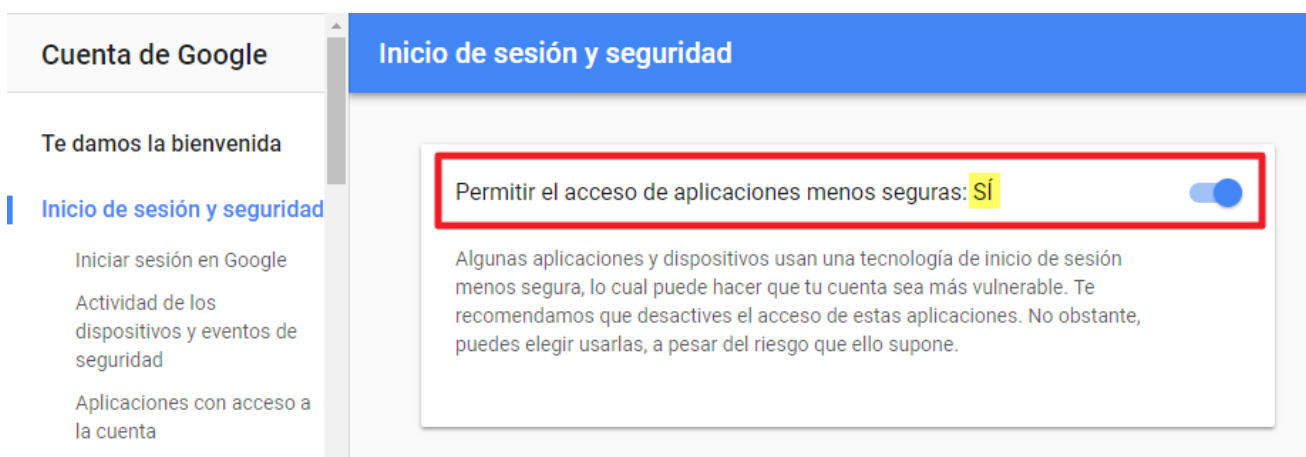 Cuenta de Google
Inicio de sesión y seguridad
Te damos la bienvenida
Inicio de sesión y seguridad
Iniciar sesión en Google
Actividad de los
dispositivos y eventos de
seguridad
Aplicaciones con acceso a
la cuenta
Permitir el acceso de aplicaciones menos seguras: SÍ
Algunas aplicaciones y dispositivos usan una tecnología de inicio de sesión
menos segura, lo cual puede hacer que tu cuenta sea más vulnerable. Te
recomendamos que desactives el acceso de estas aplicaciones. No obstante,
puedes elegir usarlas, a pesar del riesgo que ello supone.